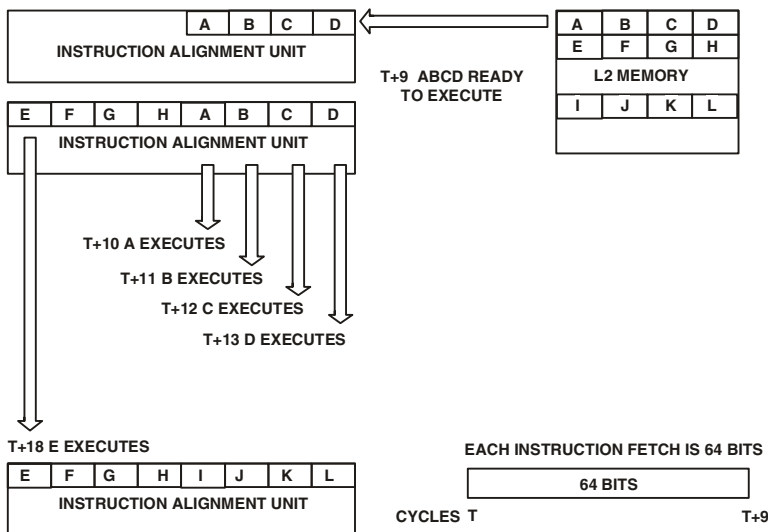 A B C D
INSTRUCTION ALIGNMENT UNIT
T+9 ABCD READY
TO EXECUTE
A B C D
E F G H
L2 MEMORY
I J K L
E F G H A B C D
INSTRUCTION ALIGNMENT UNIT
T+10 A EXECUTES
T+11 B EXECUTES
T+12 C EXECUTES
T+13 D EXECUTES
T+18 E EXECUTES
E F G H I J K L
INSTRUCTION ALIGNMENT UNIT
EACH INSTRUCTION FETCH IS 64 BITS
64 BITS
CYCLES T T+9